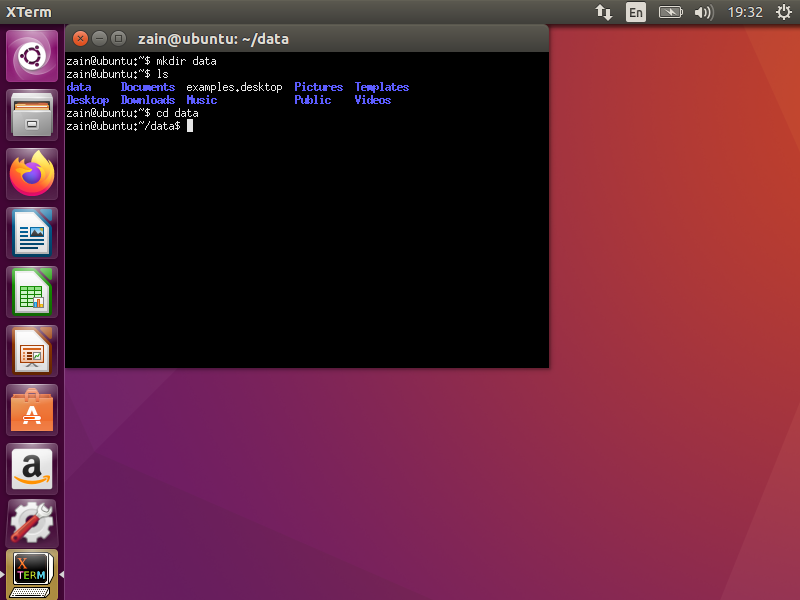 XTerm
En
19:32
zain@ubuntu: ~/data
zain@ubuntu:~$ mkdir data
zain@ubuntu:~$ ls
data Documents examples.desktop Pictures Templates
Desktop Downloads Music Public Videos
zain@ubuntu:~$ cd data
zain@ubuntu:~/data$
A
a
X
TERM